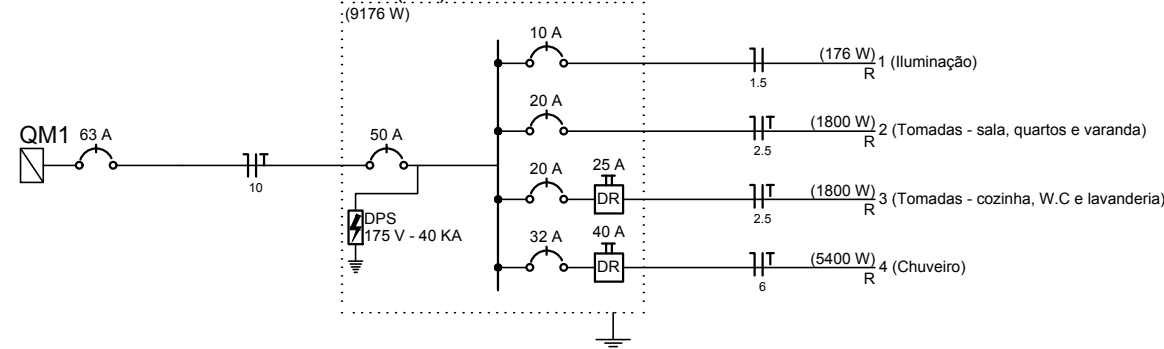 (9176 W)
QM1
63 A
10
50 A
DPS
175 V - 40 KA
10 A
1.5
(176 W)
R
1 (Iluminação)
20 A
T
2.5
(1800 W)
R
2 (Tomadas - sala, quartos e varanda)
20 A
25 A
DR
T
2.5
(1800 W)
R
3 (Tomadas - cozinha, W.C e lavanderia)
32 A
40 A
DR
T
6
(5400 W)
R
4 (Chuveiro)